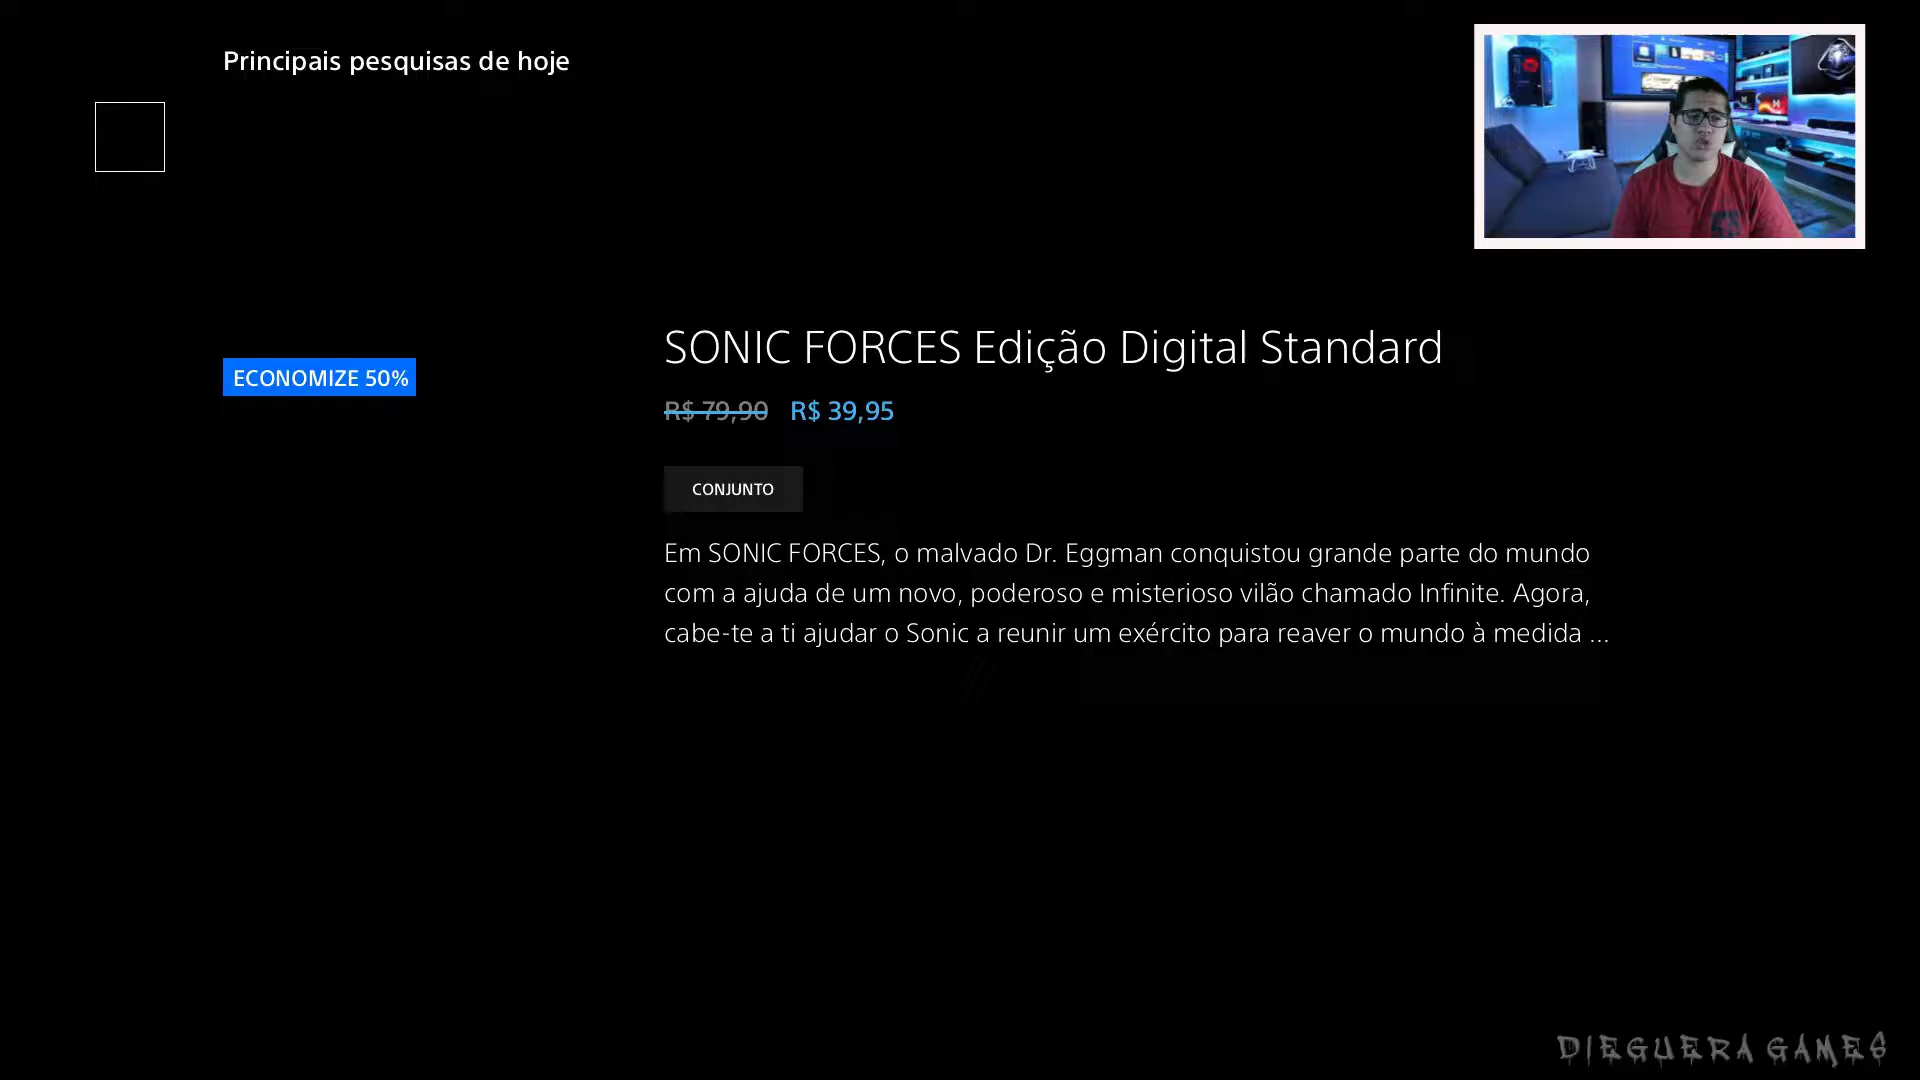 Principais pesquisas de hoje
SONIC FORCES Edição Digital Standard
ECONOMIZE 50%
R$ 79,90 R$ 39,95
CONJUNTO
Em SONIC FORCES, o malvado Dr. Eggman conquistou grande parte do mundo
com a ajuda de um novo, poderoso e misterioso vilão chamado Infinite. Agora,
cabe-te a ti ajudar o Sonic a reunir um exército para reaver o mundo à medida ...
DIEGUERA GAMES